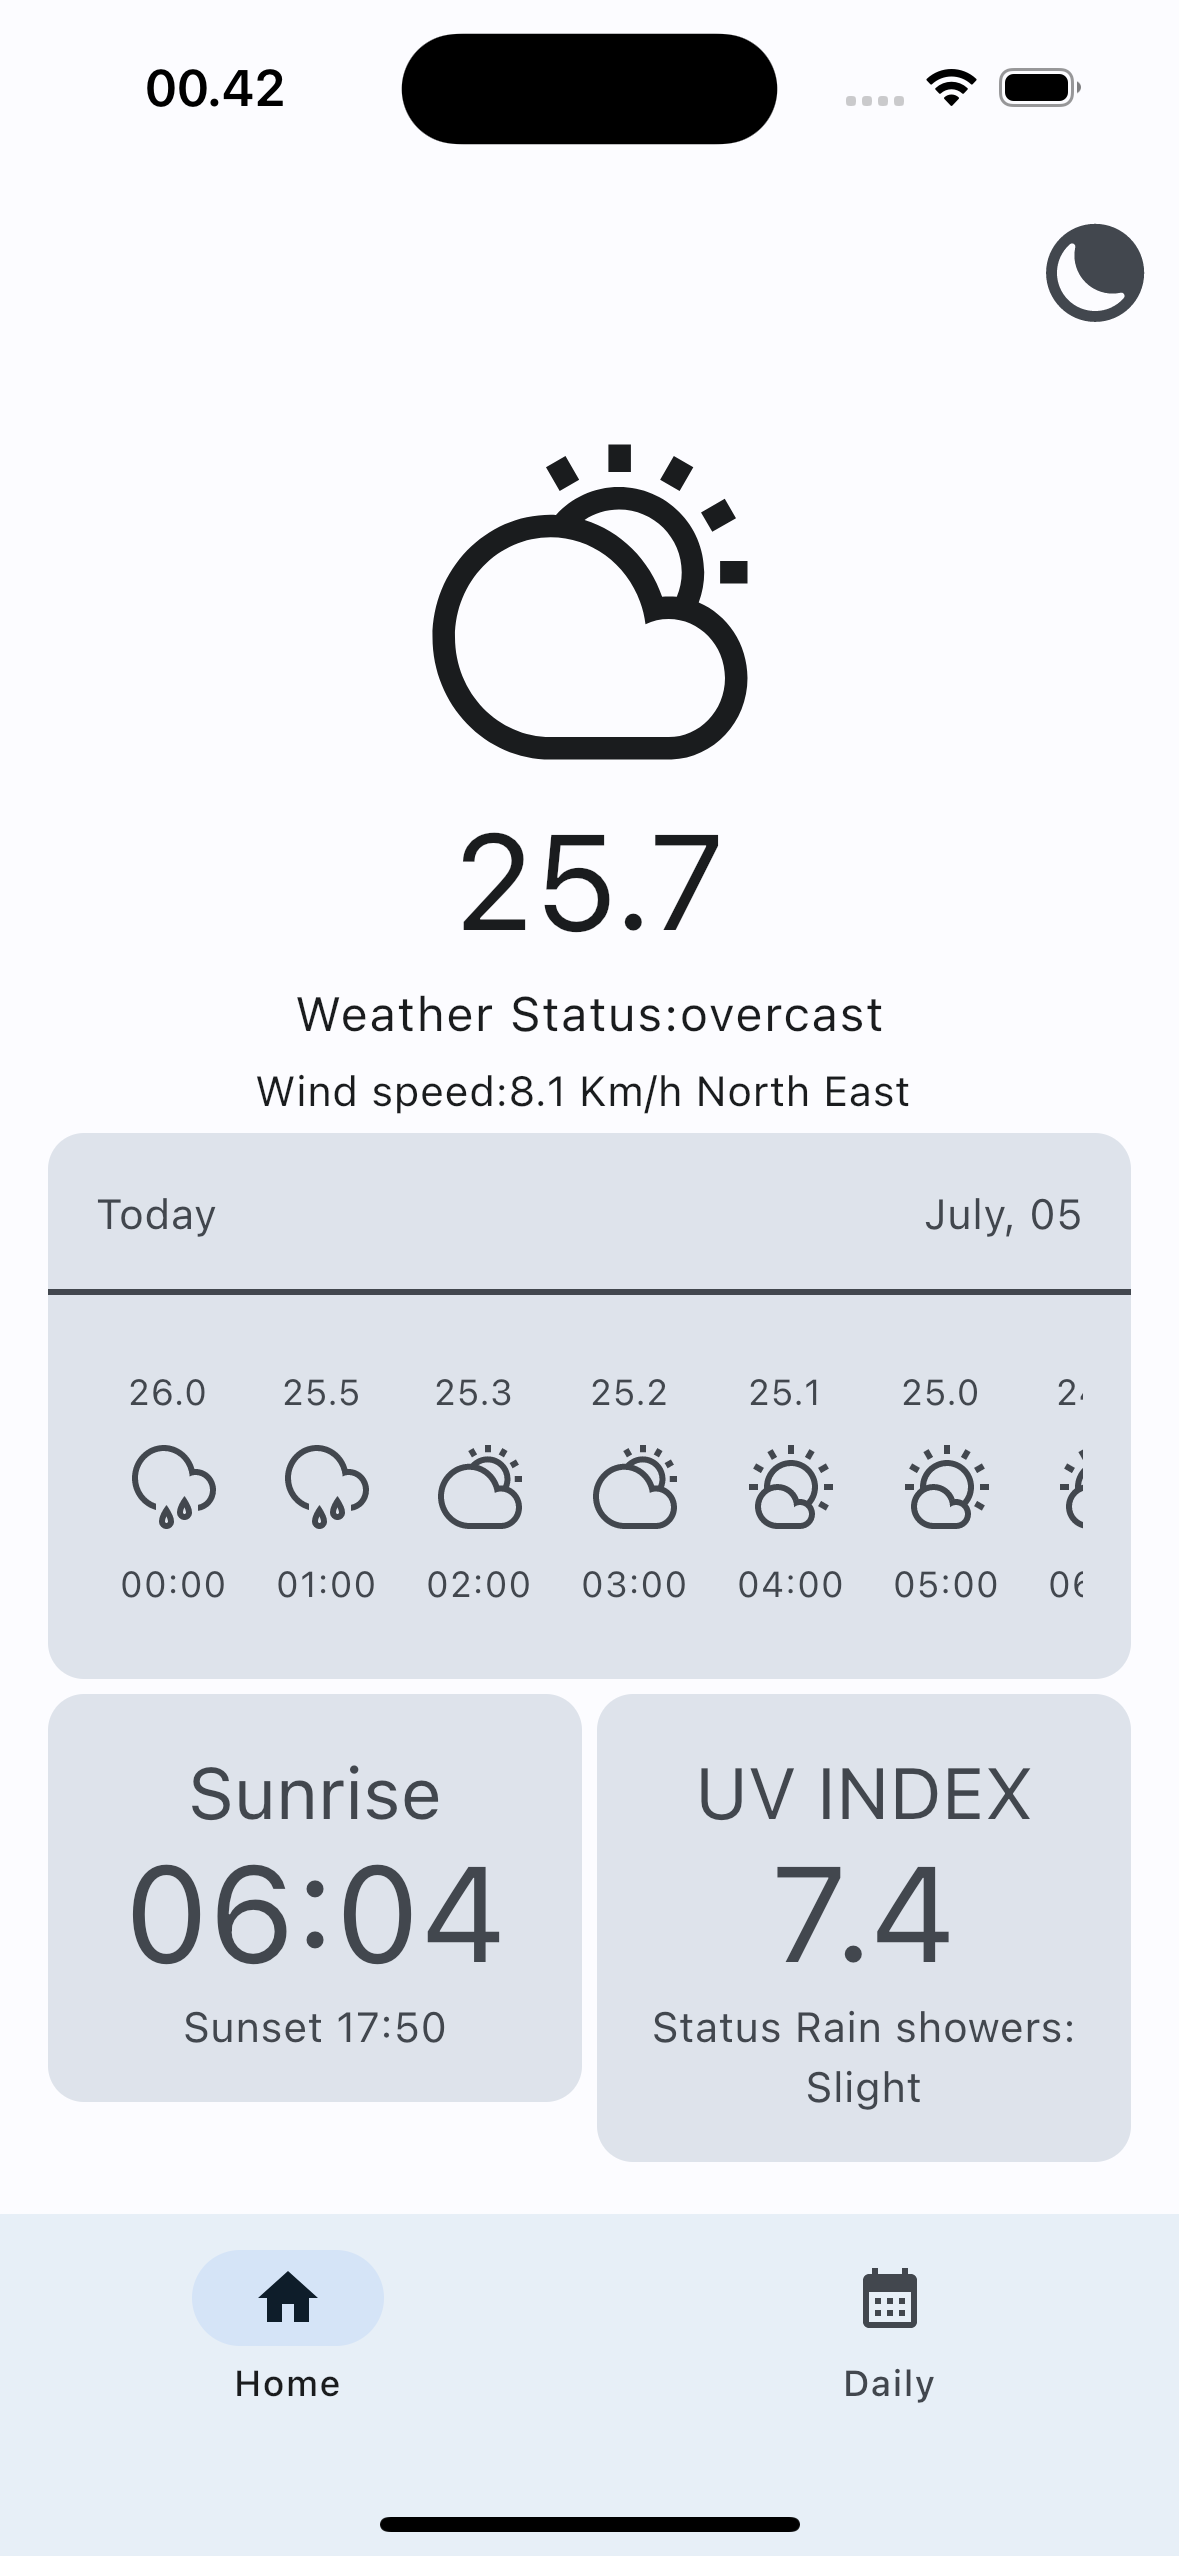 00.42
25.7
Weather Status:overcast
Wind speed:8.1 Km/h North East
Today July, 05
26.0 25.5 25.3 25.2 25.1 25.0
00:00 01:00 02:00 03:00 04:00 05:00
Sunrise
06:04
Sunset 17:50
UV INDEX
7.4
Status Rain showers:
Slight
Home Daily